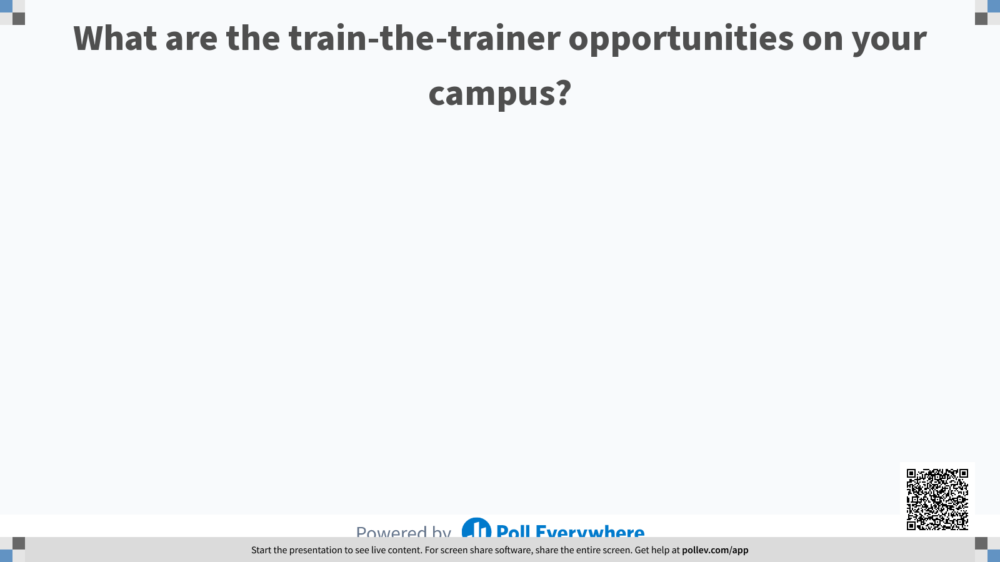 What are the train-the-trainer opportunities on your
campus?
Powered by Poll Everywhere
Start the presentation to see live content. For screen share software, share the entire screen. Get help at pollev.com/app